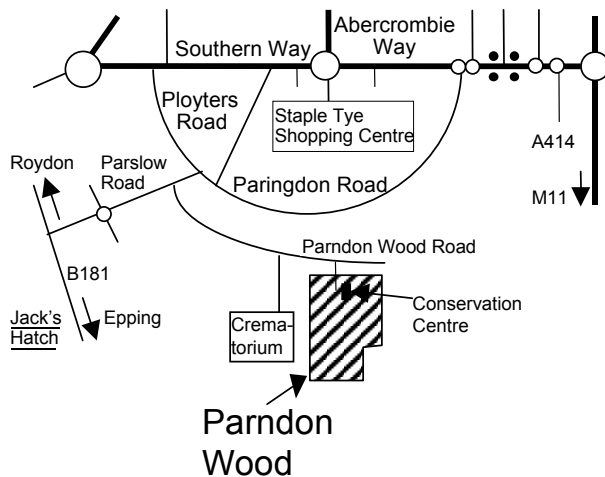 Abercrombie
Southern Way
Way
Ployters
Road
Staple Tye
Shopping Centre
A414
Roydon
Parslow
Road
Paringdon Road
M11
Parndon Wood Road
B181
Jack's
Hatch
Epping
Crema-
torium
Conservation
Centre
Parndon
Wood